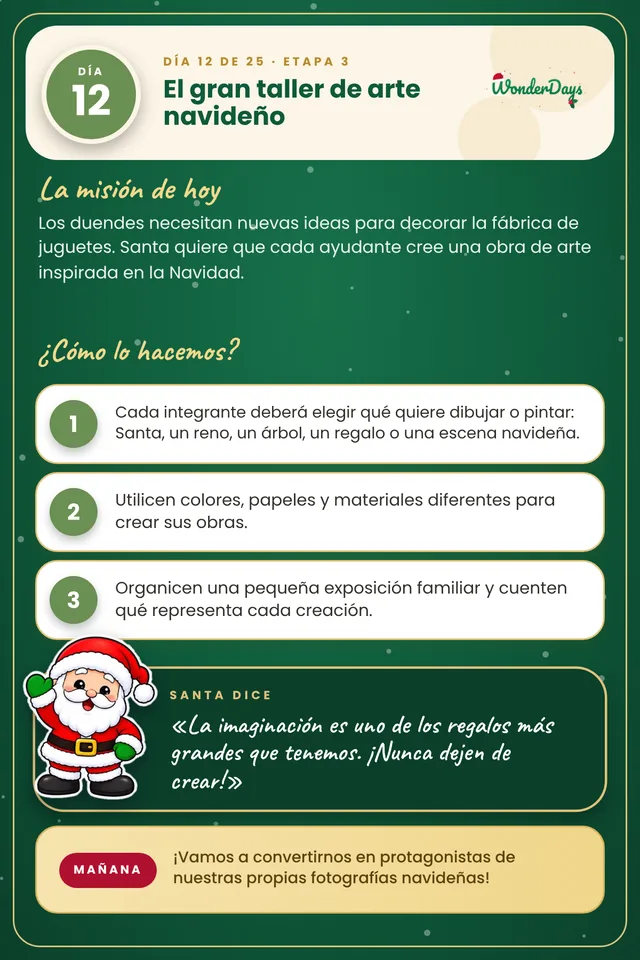 DÍA
12
DÍA 12 DE 25 · ETAPA 3
El gran taller de arte
navideño
WonderDays
La misión de hoy
Los duendes necesitan nuevas ideas para decorar la fábrica de
juguetes. Santa quiere que cada ayudante cree una obra de arte
inspirada en la Navidad.
¿Cómo lo hacemos?
1
Cada integrante deberá elegir qué quiere dibujar o pintar:
Santa, un reno, un árbol, un regalo o una escena navideña.
2
Utilicen colores, papeles y materiales diferentes para
crear sus obras.
3
Organicen una pequeña exposición familiar y cuenten
qué representa cada creación.
SANTA DICE
«La imaginación es uno de los regalos más
grandes que tenemos. ¡Nunca dejen de
crear!»
MAÑANA
¡Vamos a convertirnos en protagonistas de
nuestras propias fotografías navideñas!